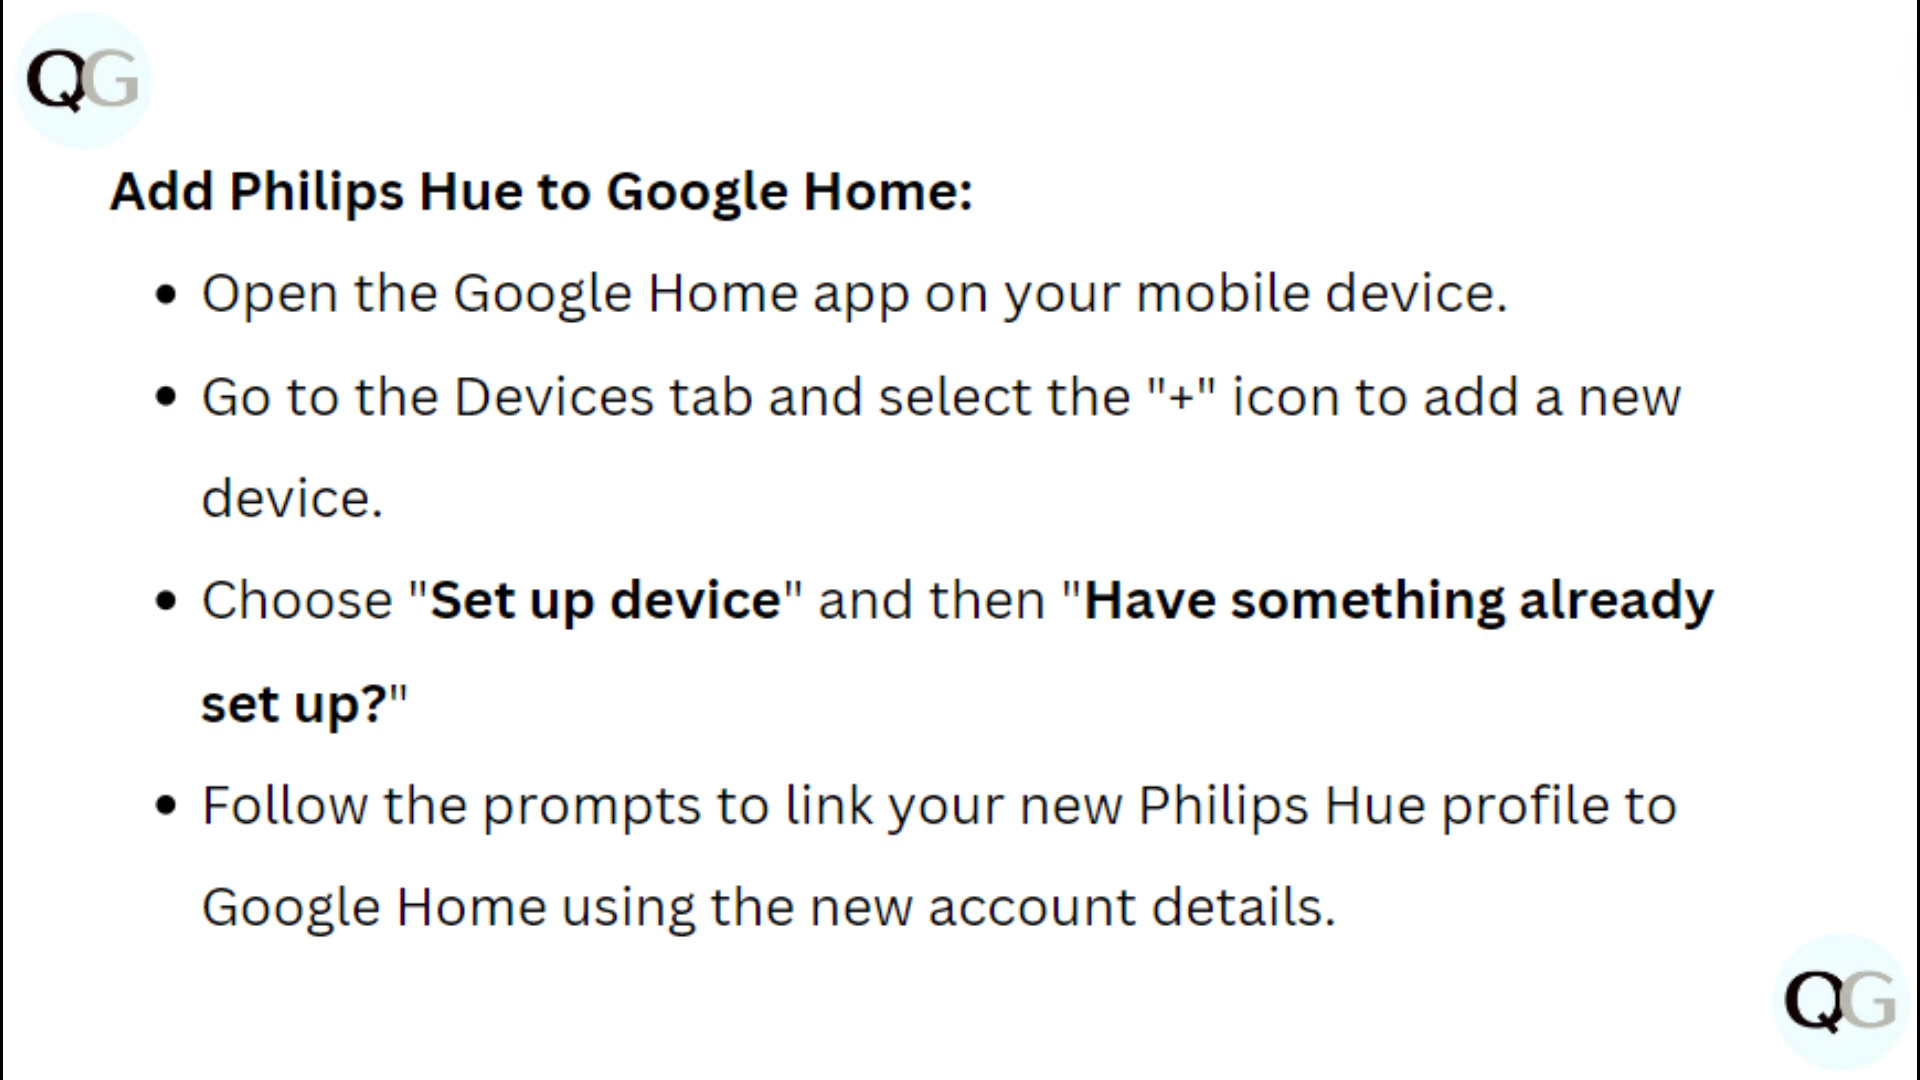 QG
Add Philips Hue to Google Home:
• Open the Google Home app on your mobile device.
• Go to the Devices tab and select the "+" icon to add a new
device.
• Choose "Set up device" and then "Have something already
set up?"
• Follow the prompts to link your new Philips Hue profile to
Google Home using the new account details.
QG